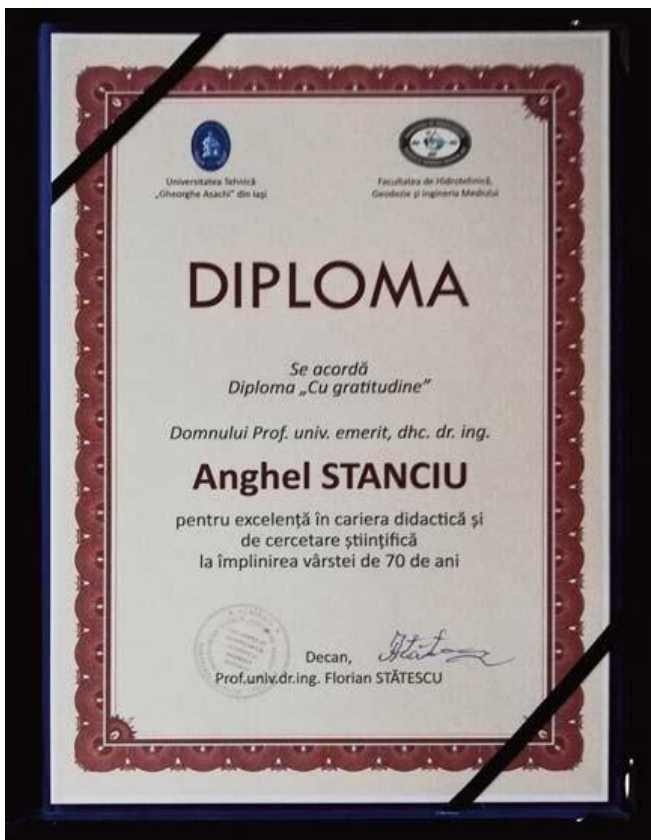 Universitatea Tehnică
„Gheorghe Asachi” din Iași
Facultatea de Hidrotehnică,
Geodezie și Ingineria Mediului
DIPLOMA
Se acordă
Diploma „Cu gratitudine”
Domnului Prof. univ. emerit, dhc. dr. ing.
Anghel STANCIU
pentru excelență în cariera didactică și
de cercetare științifică
la împlinirea vârstei de 70 de ani
Decan,
Prof.univ.dr.ing. Florian STĂTESCU